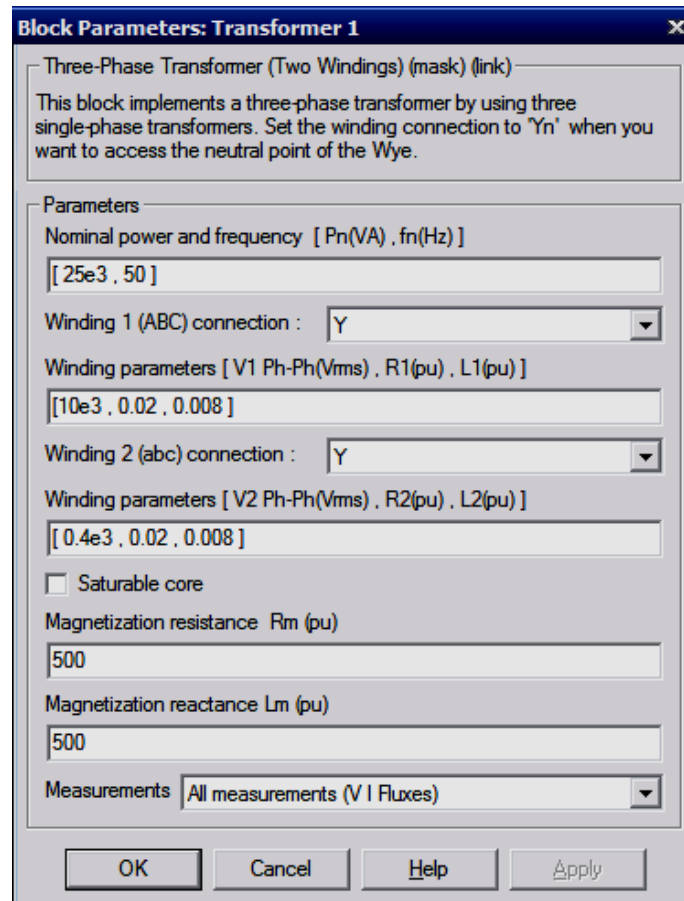 Block Parameters: Transformer 1
Three-Phase Transformer (Two Windings) (mask) (link)
This block implements a three-phase transformer by using three
single-phase transformers. Set the winding connection to 'Yn' when you
want to access the neutral point of the Wye.
Parameters
Nominal power and frequency [ Pn(VA) , fn(Hz) ]
[ 25e3 , 50 ]
Winding 1 (ABC) connection : Y
Winding parameters [ V1 Ph-Ph(Vrms) , R1(pu) , L1(pu) ]
[10e3 , 0.02 , 0.008 ]
Winding 2 (abc) connection : Y
Winding parameters [ V2 Ph-Ph(Vrms) , R2(pu) , L2(pu) ]
[ 0.4e3 , 0.02 , 0.008 ]
Saturable core
Magnetization resistance Rm (pu)
500
Magnetization reactance Lm (pu)
500
Measurements All measurements (V I Fluxes)
OK Cancel Help Apply